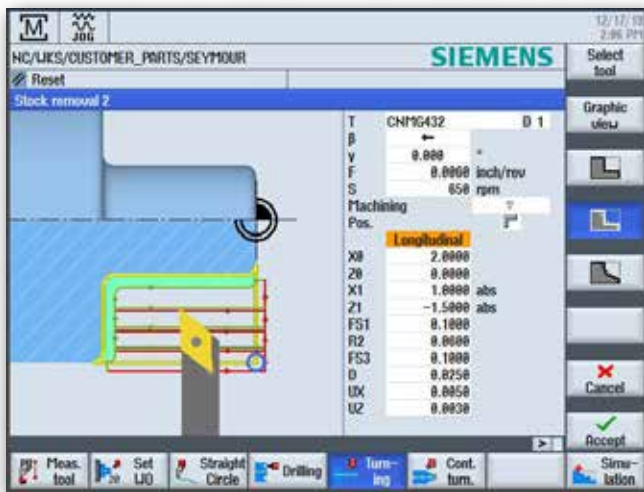 M
JOG
12/17/18
2:06 PM
NC/WKS/CUSTOMER_PARTS/SEYMOUR
SIEMENS
Select
tool
Reset
Stock removal 2
Graphic
view
T CNMG432 D 1
β ←
γ 0.000 °
F 0.0060 inch/rev
S 650 rpm
Machining ▽
Pos.
Longitudinal
X0 2.0000
Z0 0.0000
X1 1.0000 abs
Z1 -1.5000 abs
FS1 0.1000
R2 0.0600
FS3 0.1000
D 0.0250
UX 0.0050
UZ 0.0030
Cancel
Accept
>
Meas.
tool
Set
WO
Straight
Circle
Drilling
Turn-
ing
Cont.
turn.
Simu-
lation